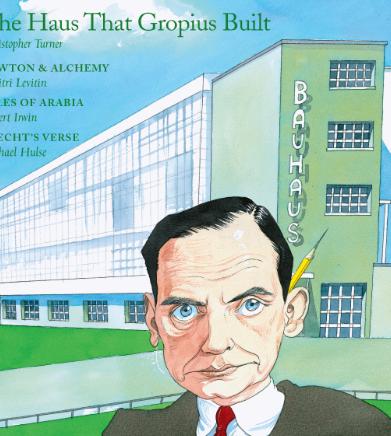 he Haus That Gropius Built
istopher Turner
WTON & ALCHEMY
itri Levitin
LES OF ARABIA
ert Irwin
ECHT'S VERSE
hael Hulse
BAUHAUS